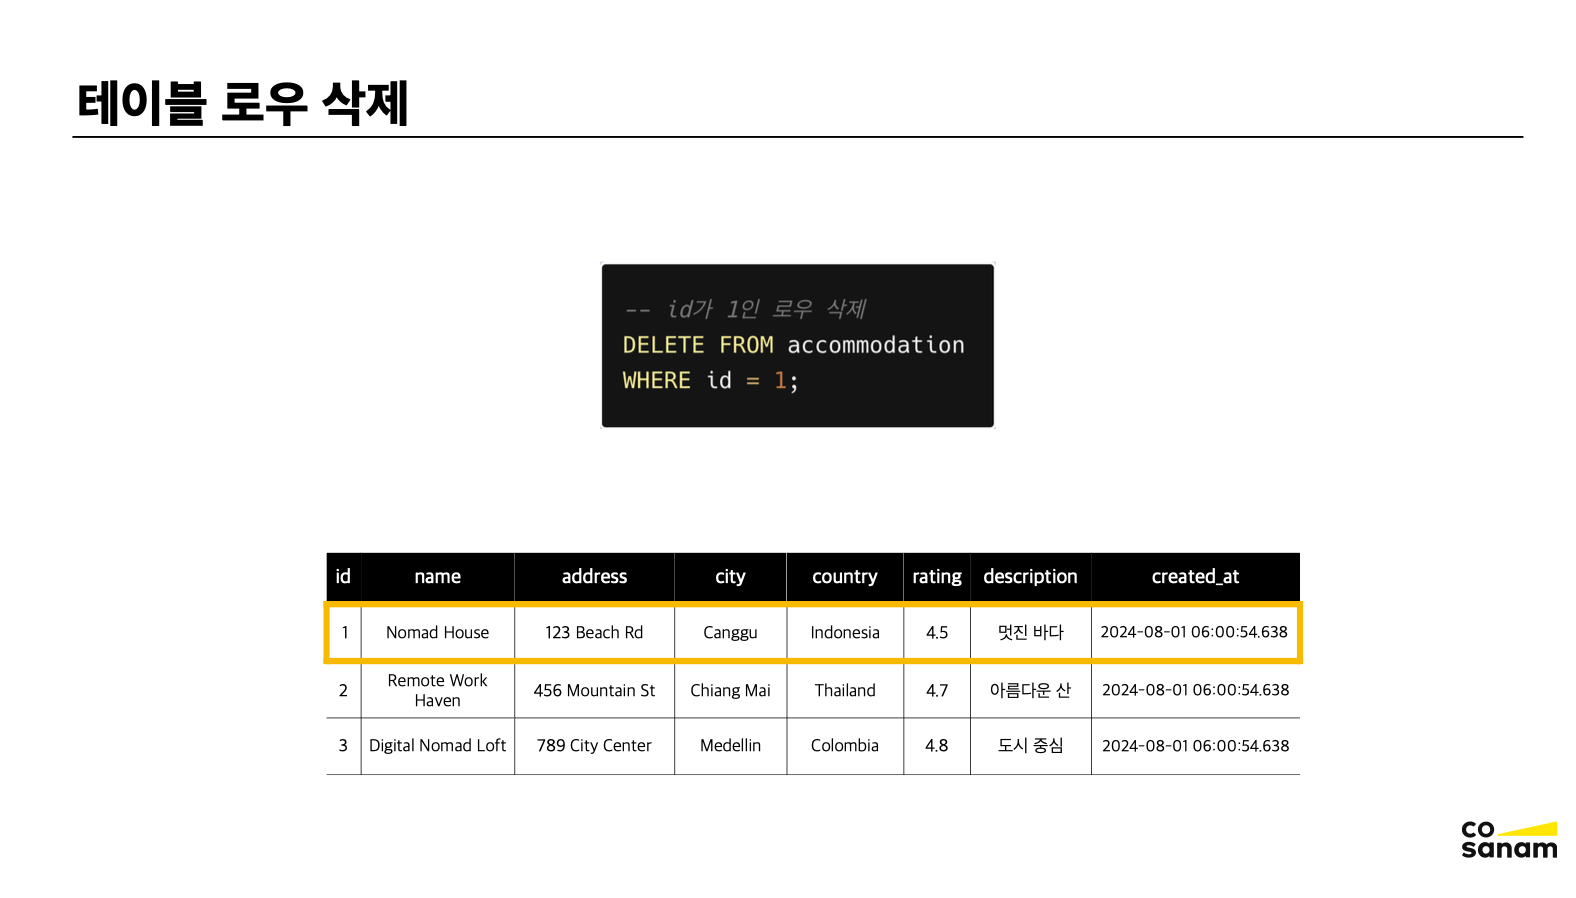 테이블 로우 삭제
-- id가 1인 로우 삭제
DELETE FROM accommodation
WHERE id = 1;
id name address city country rating description created_at
1 Nomad House 123 Beach Rd Canggu Indonesia 4.5 멋진 바다 2024-08-01 06:00:54.638
2 Remote Work Haven 456 Mountain St Chiang Mai Thailand 4.7 아름다운 산 2024-08-01 06:00:54.638
3 Digital Nomad Loft 789 City Center Medellin Colombia 4.8 도시 중심 2024-08-01 06:00:54.638
co
sanam